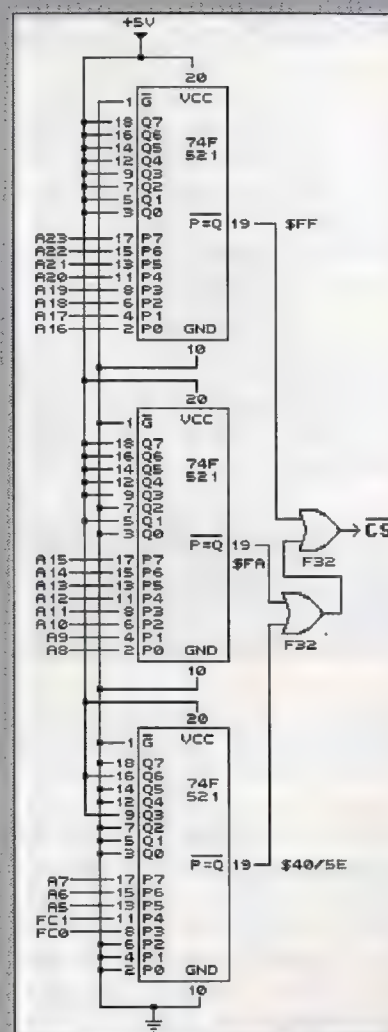 +5V
20
1 G VCC
18 Q7
16 Q6
14 Q5
12 Q4
9 Q3
7 Q2
5 Q1
3 Q0
74F
521
P=Q 19 $FF
A23 17 P7
A22 15 P6
A21 13 P5
A20 11 P4
A19 8 P3
A18 6 P2
A17 4 P1
A16 2 P0
GND
10
20
1 G VCC
18 Q7
16 Q6
14 Q5
12 Q4
9 Q3
7 Q2
5 Q1
3 Q0
74F
521
P=Q 19
$FA
A15 17 P7
A14 15 P6
A13 13 P5
A12 11 P4
A11 8 P3
A10 6 P2
A9 4 P1
A8 2 P0
GND
10
F32
CS
F32
20
1 G VCC
18 Q7
16 Q6
14 Q5
12 Q4
9 Q3
7 Q2
5 Q1
3 Q0
74F
521
P=Q 19 $40/5E
A7 17 P7
A6 15 P6
A5 13 P5
FC1 11 P4
FC0 8 P3
6 P2
4 P1
2 P0
GND
10